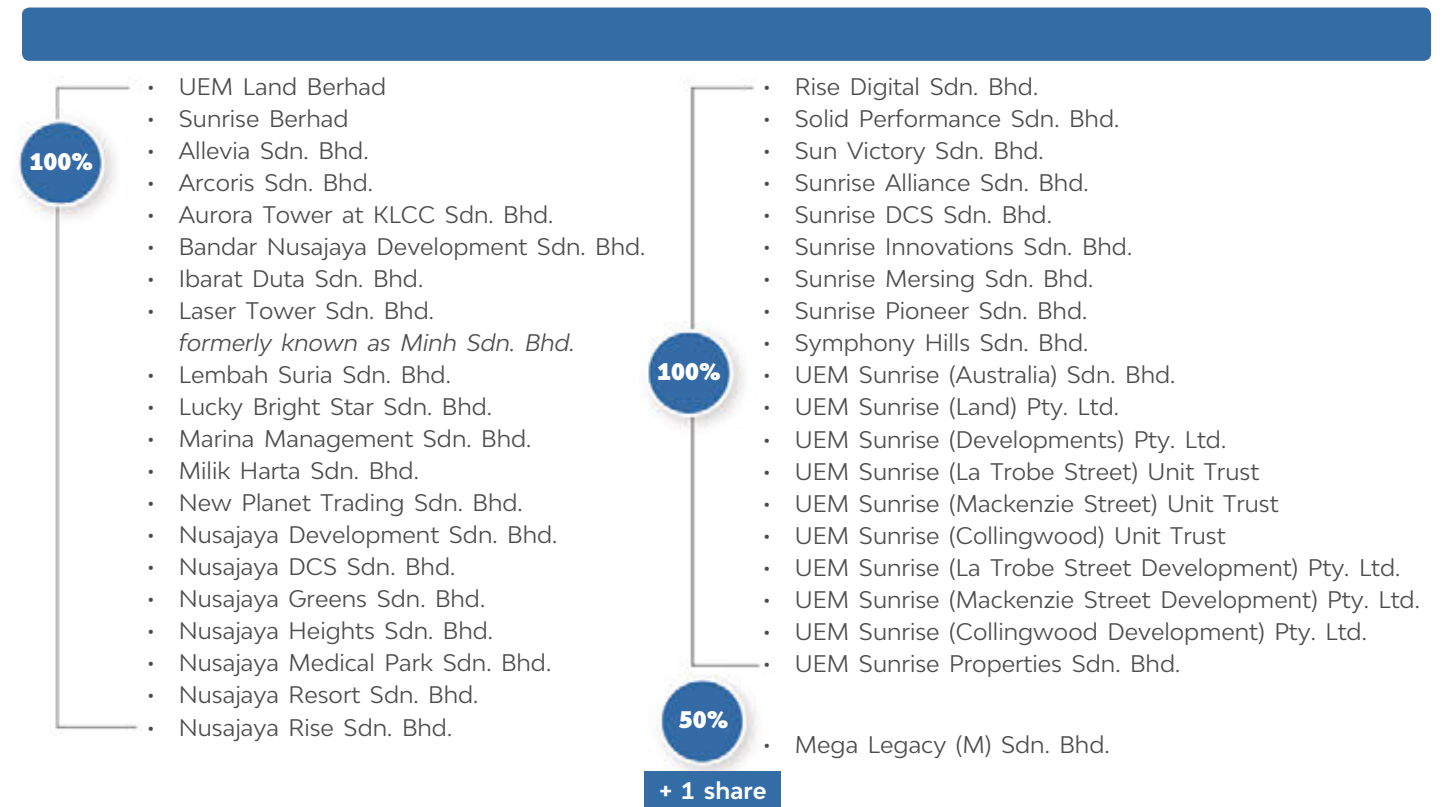 100%
• UEM Land Berhad
• Sunrise Berhad
• Allevia Sdn. Bhd.
• Arcoris Sdn. Bhd.
• Aurora Tower at KLCC Sdn. Bhd.
• Bandar Nusajaya Development Sdn. Bhd.
• Ibarat Duta Sdn. Bhd.
• Laser Tower Sdn. Bhd.
formerly known as Minh Sdn. Bhd.
• Lembah Suria Sdn. Bhd.
• Lucky Bright Star Sdn. Bhd.
• Marina Management Sdn. Bhd.
• Milik Harta Sdn. Bhd.
• New Planet Trading Sdn. Bhd.
• Nusajaya Development Sdn. Bhd.
• Nusajaya DCS Sdn. Bhd.
• Nusajaya Greens Sdn. Bhd.
• Nusajaya Heights Sdn. Bhd.
• Nusajaya Medical Park Sdn. Bhd.
• Nusajaya Resort Sdn. Bhd.
• Nusajaya Rise Sdn. Bhd.
100%
• Rise Digital Sdn. Bhd.
• Solid Performance Sdn. Bhd.
• Sun Victory Sdn. Bhd.
• Sunrise Alliance Sdn. Bhd.
• Sunrise DCS Sdn. Bhd.
• Sunrise Innovations Sdn. Bhd.
• Sunrise Mersing Sdn. Bhd.
• Sunrise Pioneer Sdn. Bhd.
• Symphony Hills Sdn. Bhd.
• UEM Sunrise (Australia) Sdn. Bhd.
• UEM Sunrise (Land) Pty. Ltd.
• UEM Sunrise (Developments) Pty. Ltd.
• UEM Sunrise (La Trobe Street) Unit Trust
• UEM Sunrise (Mackenzie Street) Unit Trust
• UEM Sunrise (Collingwood) Unit Trust
• UEM Sunrise (La Trobe Street Development) Pty. Ltd.
• UEM Sunrise (Mackenzie Street Development) Pty. Ltd.
• UEM Sunrise (Collingwood Development) Pty. Ltd.
• UEM Sunrise Properties Sdn. Bhd.
50%
+ 1 share
• Mega Legacy (M) Sdn. Bhd.